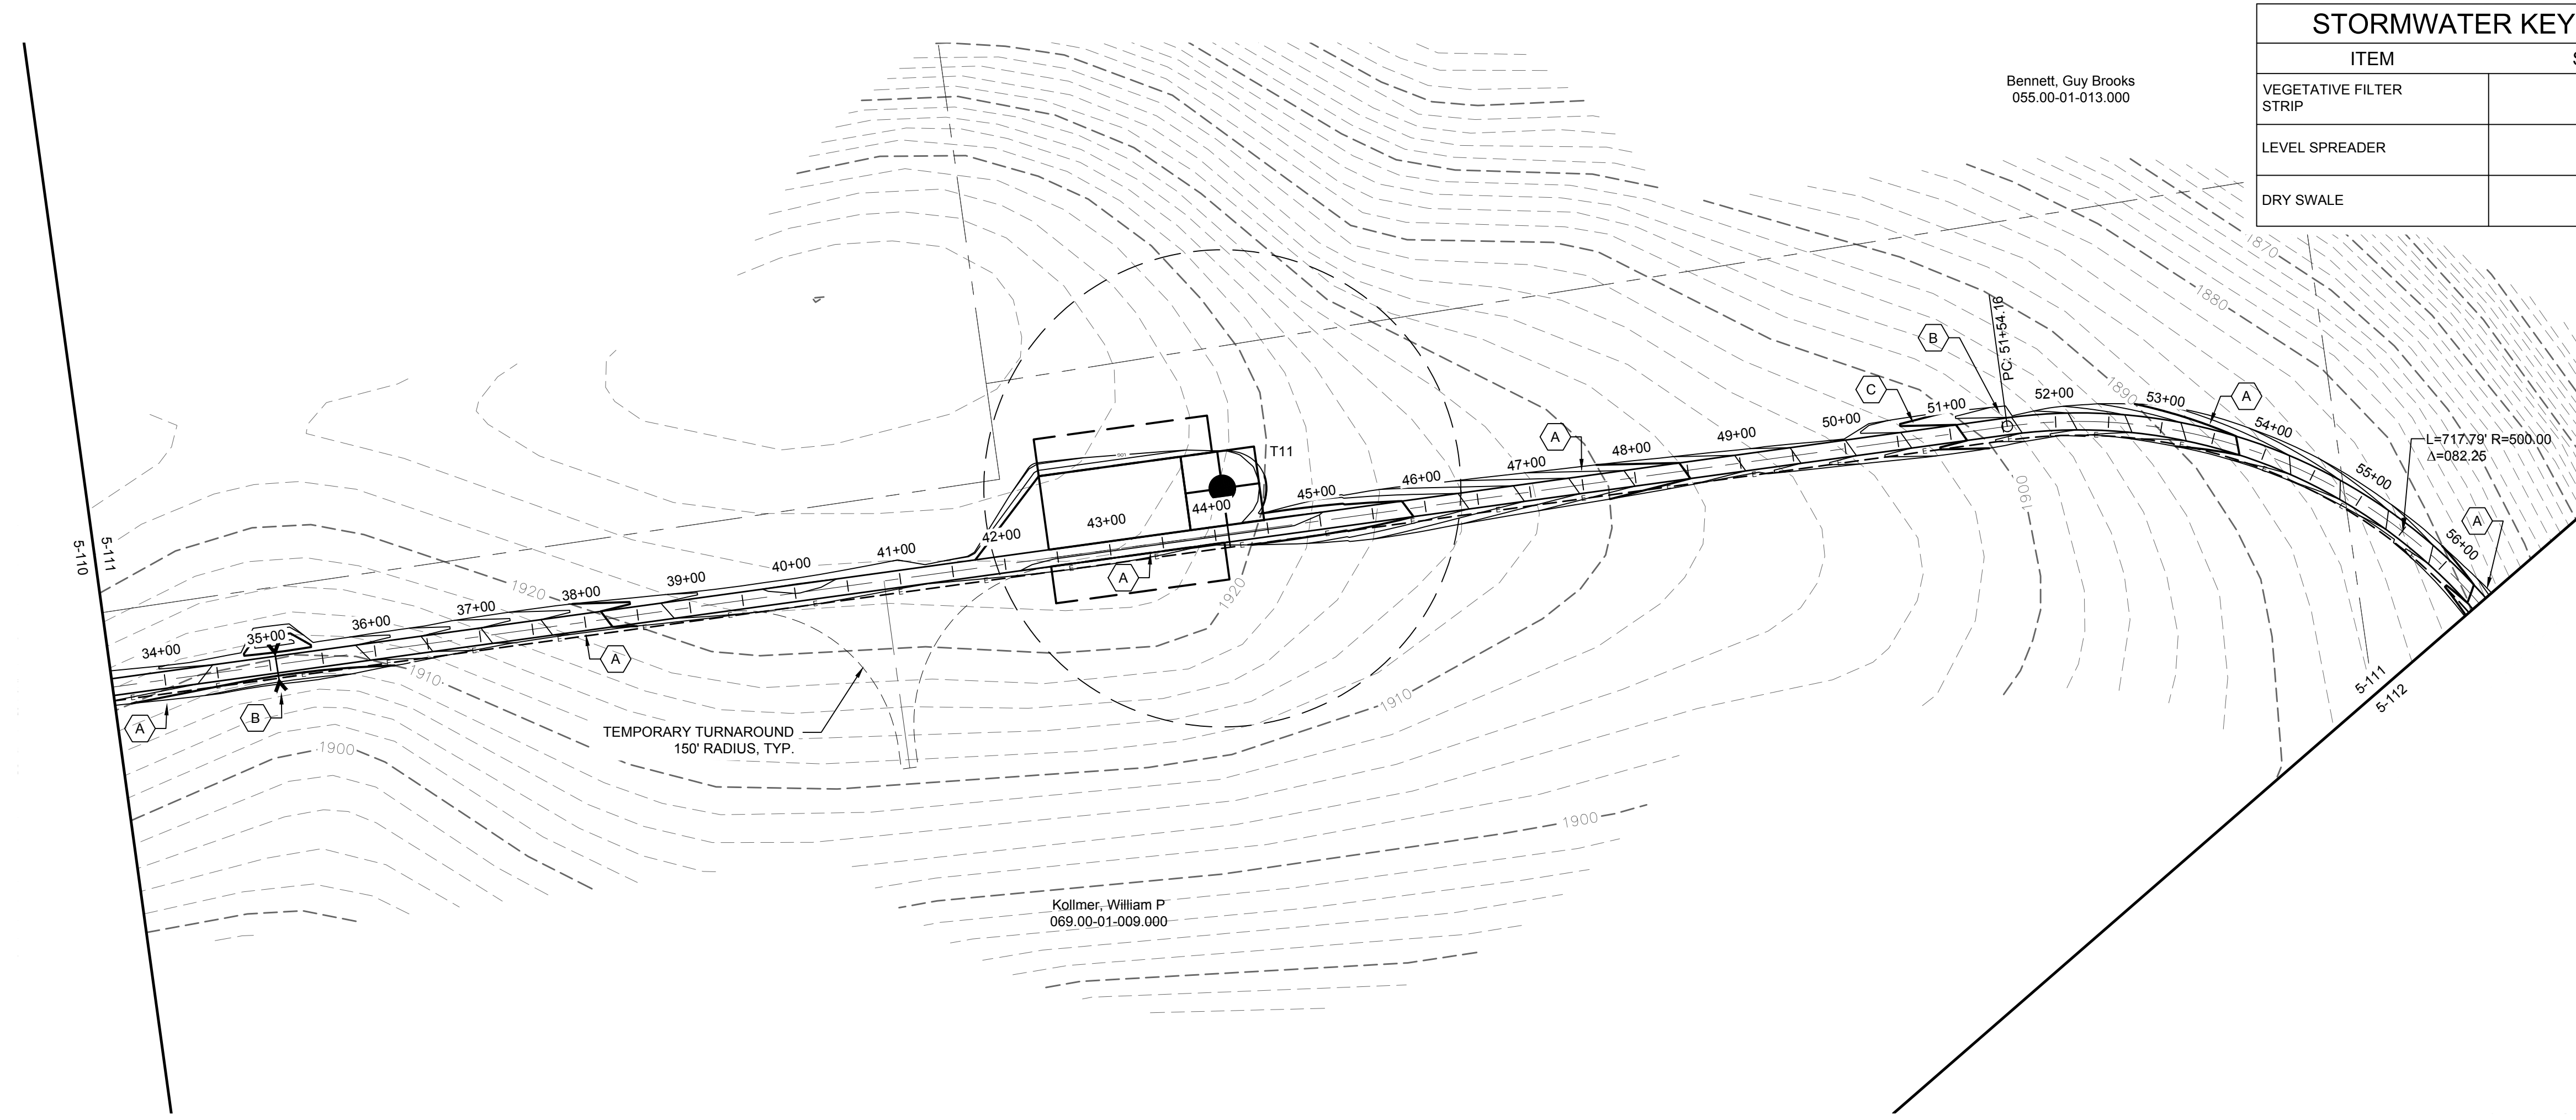 STORMWATER KEY
ITEM
S
VEGETATIVE FILTER
STRIP
LEVEL SPREADER
DRY SWALE
Bennett, Guy Brooks
055.00-01-013.000
1870
1880
1890
1900
PC: 51+54.16
B
C
A
A
A
L=717.79' R=500.00
Δ=082.25
T11
34+00
35+00
36+00
37+00
38+00
39+00
40+00
41+00
42+00
43+00
44+00
45+00
46+00
47+00
48+00
49+00
50+00
51+00
52+00
53+00
54+00
55+00
56+00
5-110
5-111
1920
1910
1900
A
B
A
A
1920
1910
1900
TEMPORARY TURNAROUND
150' RADIUS, TYP.
5-111
5-112
Kollmer, William P
069.00-01-009.000